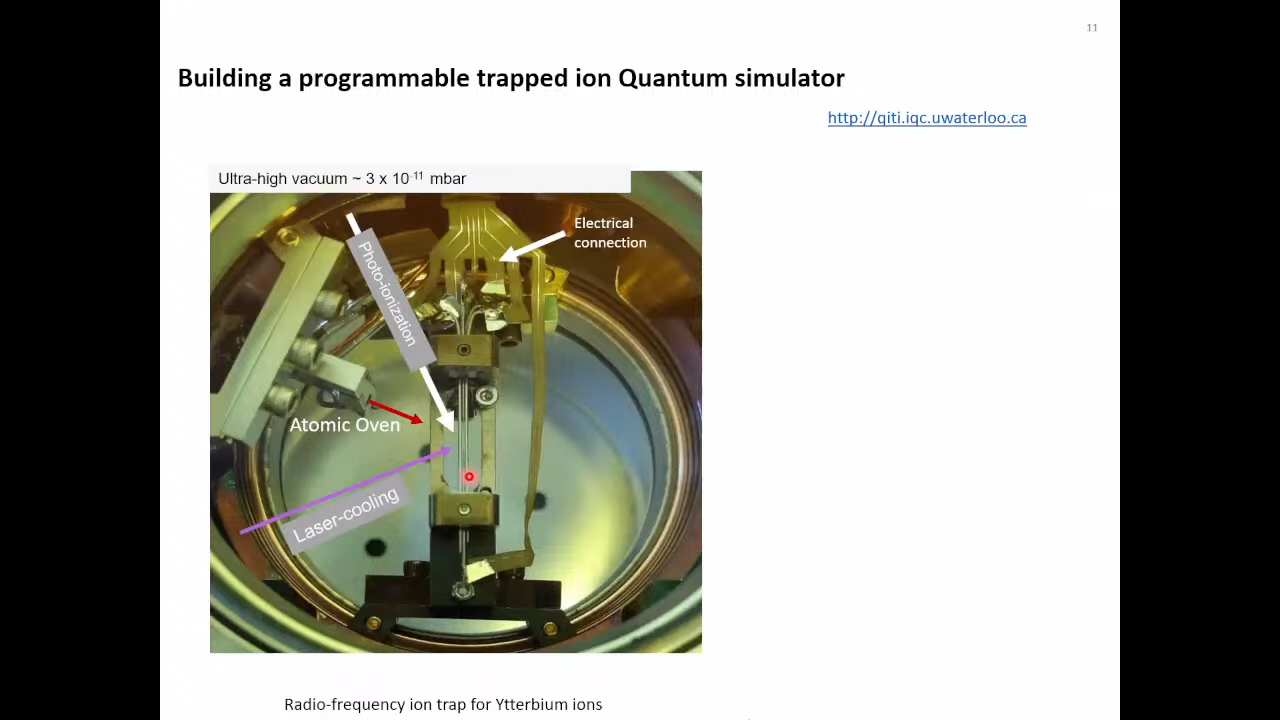 11
Building a programmable trapped ion Quantum simulator
http://qiti.iqc.uwaterloo.ca
Ultra-high vacuum ~ 3 x 10⁻¹¹ mbar
Electrical
connection
Photo-ionization
Atomic Oven
Laser-cooling
Radio-frequency ion trap for Ytterbium ions